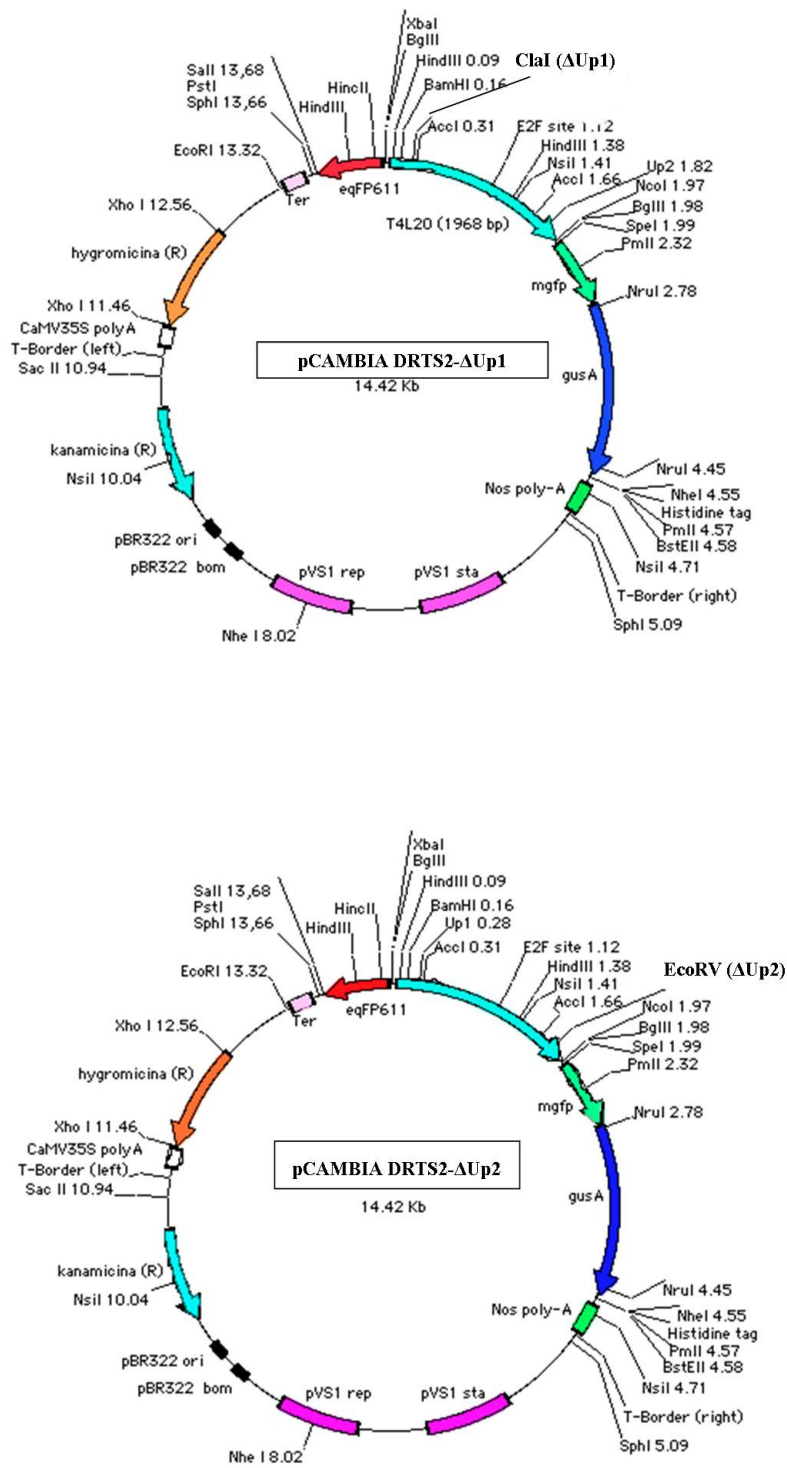 XbaI
BglII
HindIII 0.09
ClaI (ΔUp1)
SalI 13,68
PstI
SphI 13,66
HincII
HindIII
BamHI 0.16
AccI 0.31
E2F site 1.12
HindIII 1.38
NsiI 1.41
AccI 1.66
Up2 1.82
NcoI 1.97
BglII 1.98
SpeI 1.99
PmlI 2.32
EcoRI 13.32
Ter
eqFP611
T4L20 (1968 bp)
Xho I 12.56
hygromicina (R)
mgfp
NruI 2.78
Xho I 11.46
CaMV35S polyA
T-Border (left)
Sac II 10.94
pCAMBIA DRTS2-ΔUp1
14.42 Kb
gusA
kanamicina (R)
NsiI 10.04
Nos poly-A
NruI 4.45
NheI 4.55
Histidine tag
PmlI 4.57
BstEII 4.58
NsiI 4.71
pBR322 ori
pBR322 bom
pVS1 rep
pVS1 sta
T-Border (right)
Nhe I 8.02
SphI 5.09
XbaI
BglII
HindIII 0.09
SalI 13,68
PstI
SphI 13,66
HincII
HindIII
BamHI 0.16
Up1 0.28
AccI 0.31
E2F site 1.12
HindIII 1.38
NsiI 1.41
AccI 1.66
EcoRV (ΔUp2)
NcoI 1.97
BglII 1.98
SpeI 1.99
PmlI 2.32
EcoRI 13.32
Ter
eqFP611
Xho I 12.56
hygromicina (R)
mgfp
NruI 2.78
Xho I 11.46
CaMV35S polyA
T-Border (left)
Sac II 10.94
pCAMBIA DRTS2-ΔUp2
14.42 Kb
gusA
kanamicina (R)
NsiI 10.04
Nos poly-A
NruI 4.45
NheI 4.55
Histidine tag
PmlI 4.57
BstEII 4.58
NsiI 4.71
pBR322 ori
pBR322 bom
pVS1 rep
pVS1 sta
T-Border (right)
Nhe I 8.02
SphI 5.09